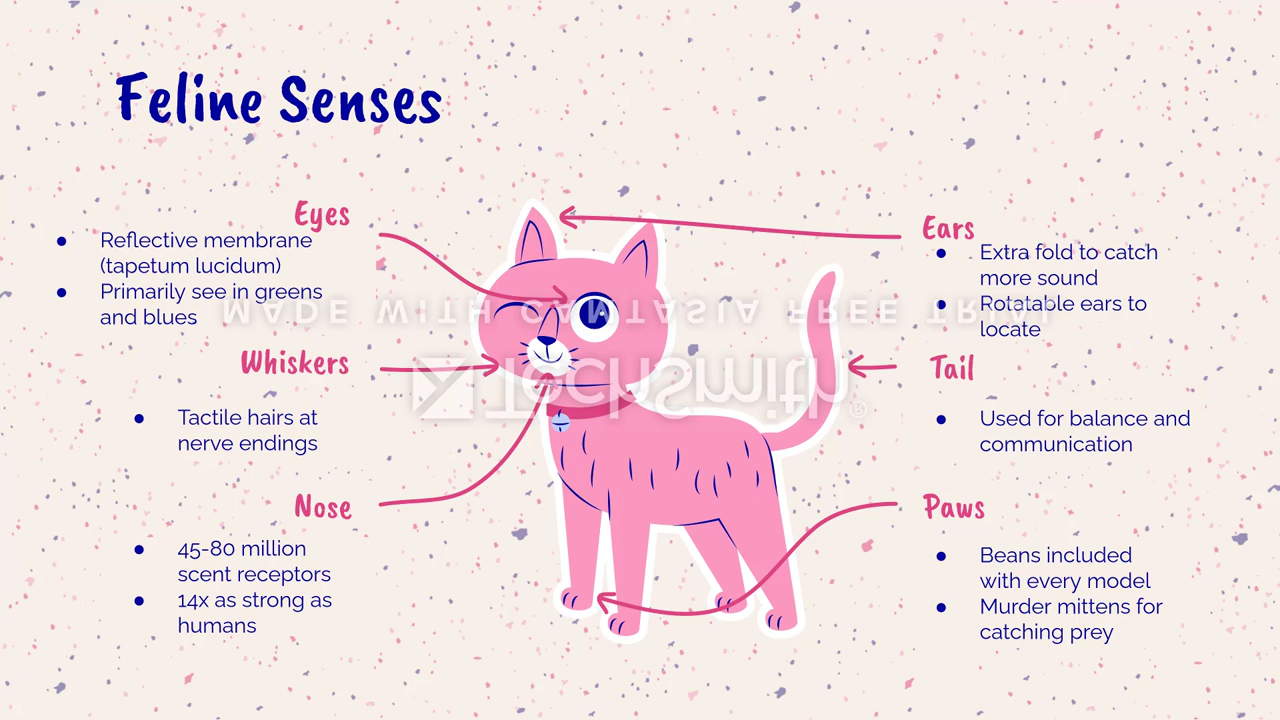 Feline Senses
Eyes
● Reflective membrane
(tapetum lucidum)
● Primarily see in greens
and blues
Whiskers
● Tactile hairs at
nerve endings
Nose
● 45-80 million
scent receptors
● 14x as strong as
humans
Ears
● Extra fold to catch
more sound
● Rotatable ears to
locate
Tail
● Used for balance and
communication
Paws
● Beans included
with every model
● Murder mittens for
catching prey
MADE WITH CAMTASIA FREE TRIAL
TechSmith®